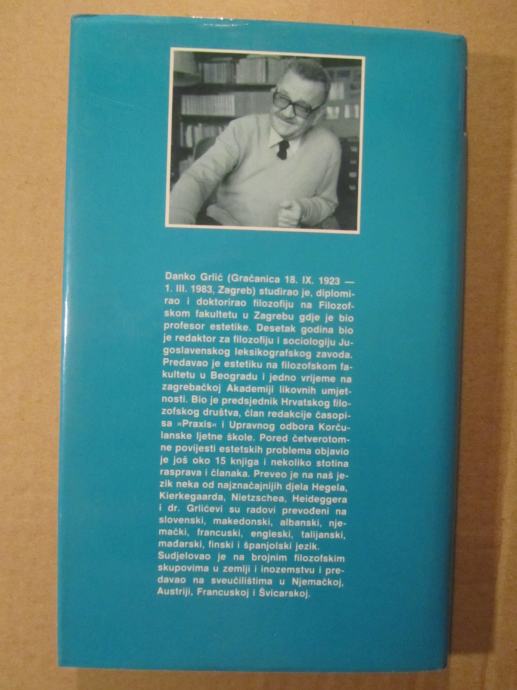 Danko Grlić (Gračanica 18. IX. 1923 —
1. III. 1983, Zagreb) studirao je, diplomi-
rao i doktorirao filozofiju na Filozof-
skom fakultetu u Zagrebu gdje je bio
profesor estetike. Desetak godina bio
je redaktor za filozofiju i sociologiju Ju-
goslavenskog leksikografskog zavoda.
Predavao je estetiku na filozofskom fa-
kultetu u Beogradu i jedno vrijeme na
zagrebačkoj Akademiji likovnih umjet-
nosti. Bio je predsjednik Hrvatskog filo-
zofskog društva, član redakcije časopi-
sa »Praxis« i Upravnog odbora Korču-
lanske ljetne škole. Pored četverotom-
ne povijesti estetskih problema objavio
je još oko 15 knjiga i nekoliko stotina
rasprava i članaka. Preveo je na naš je-
zik neka od najznačajnijih djela Hegela,
Kierkegaarda, Nietzschea, Heideggera
i dr. Grlićevi su radovi prevođeni na
slovenski, makedonski, albanski, nje-
mački, francuski, engleski, talijanski,
mađarski, finski i španjolski jezik.
Sudjelovao je na brojnim filozofskim
skupovima u zemlji i inozemstvu i pre-
davao na sveučilištima u Njemačkoj,
Austriji, Francuskoj i Švicarskoj.